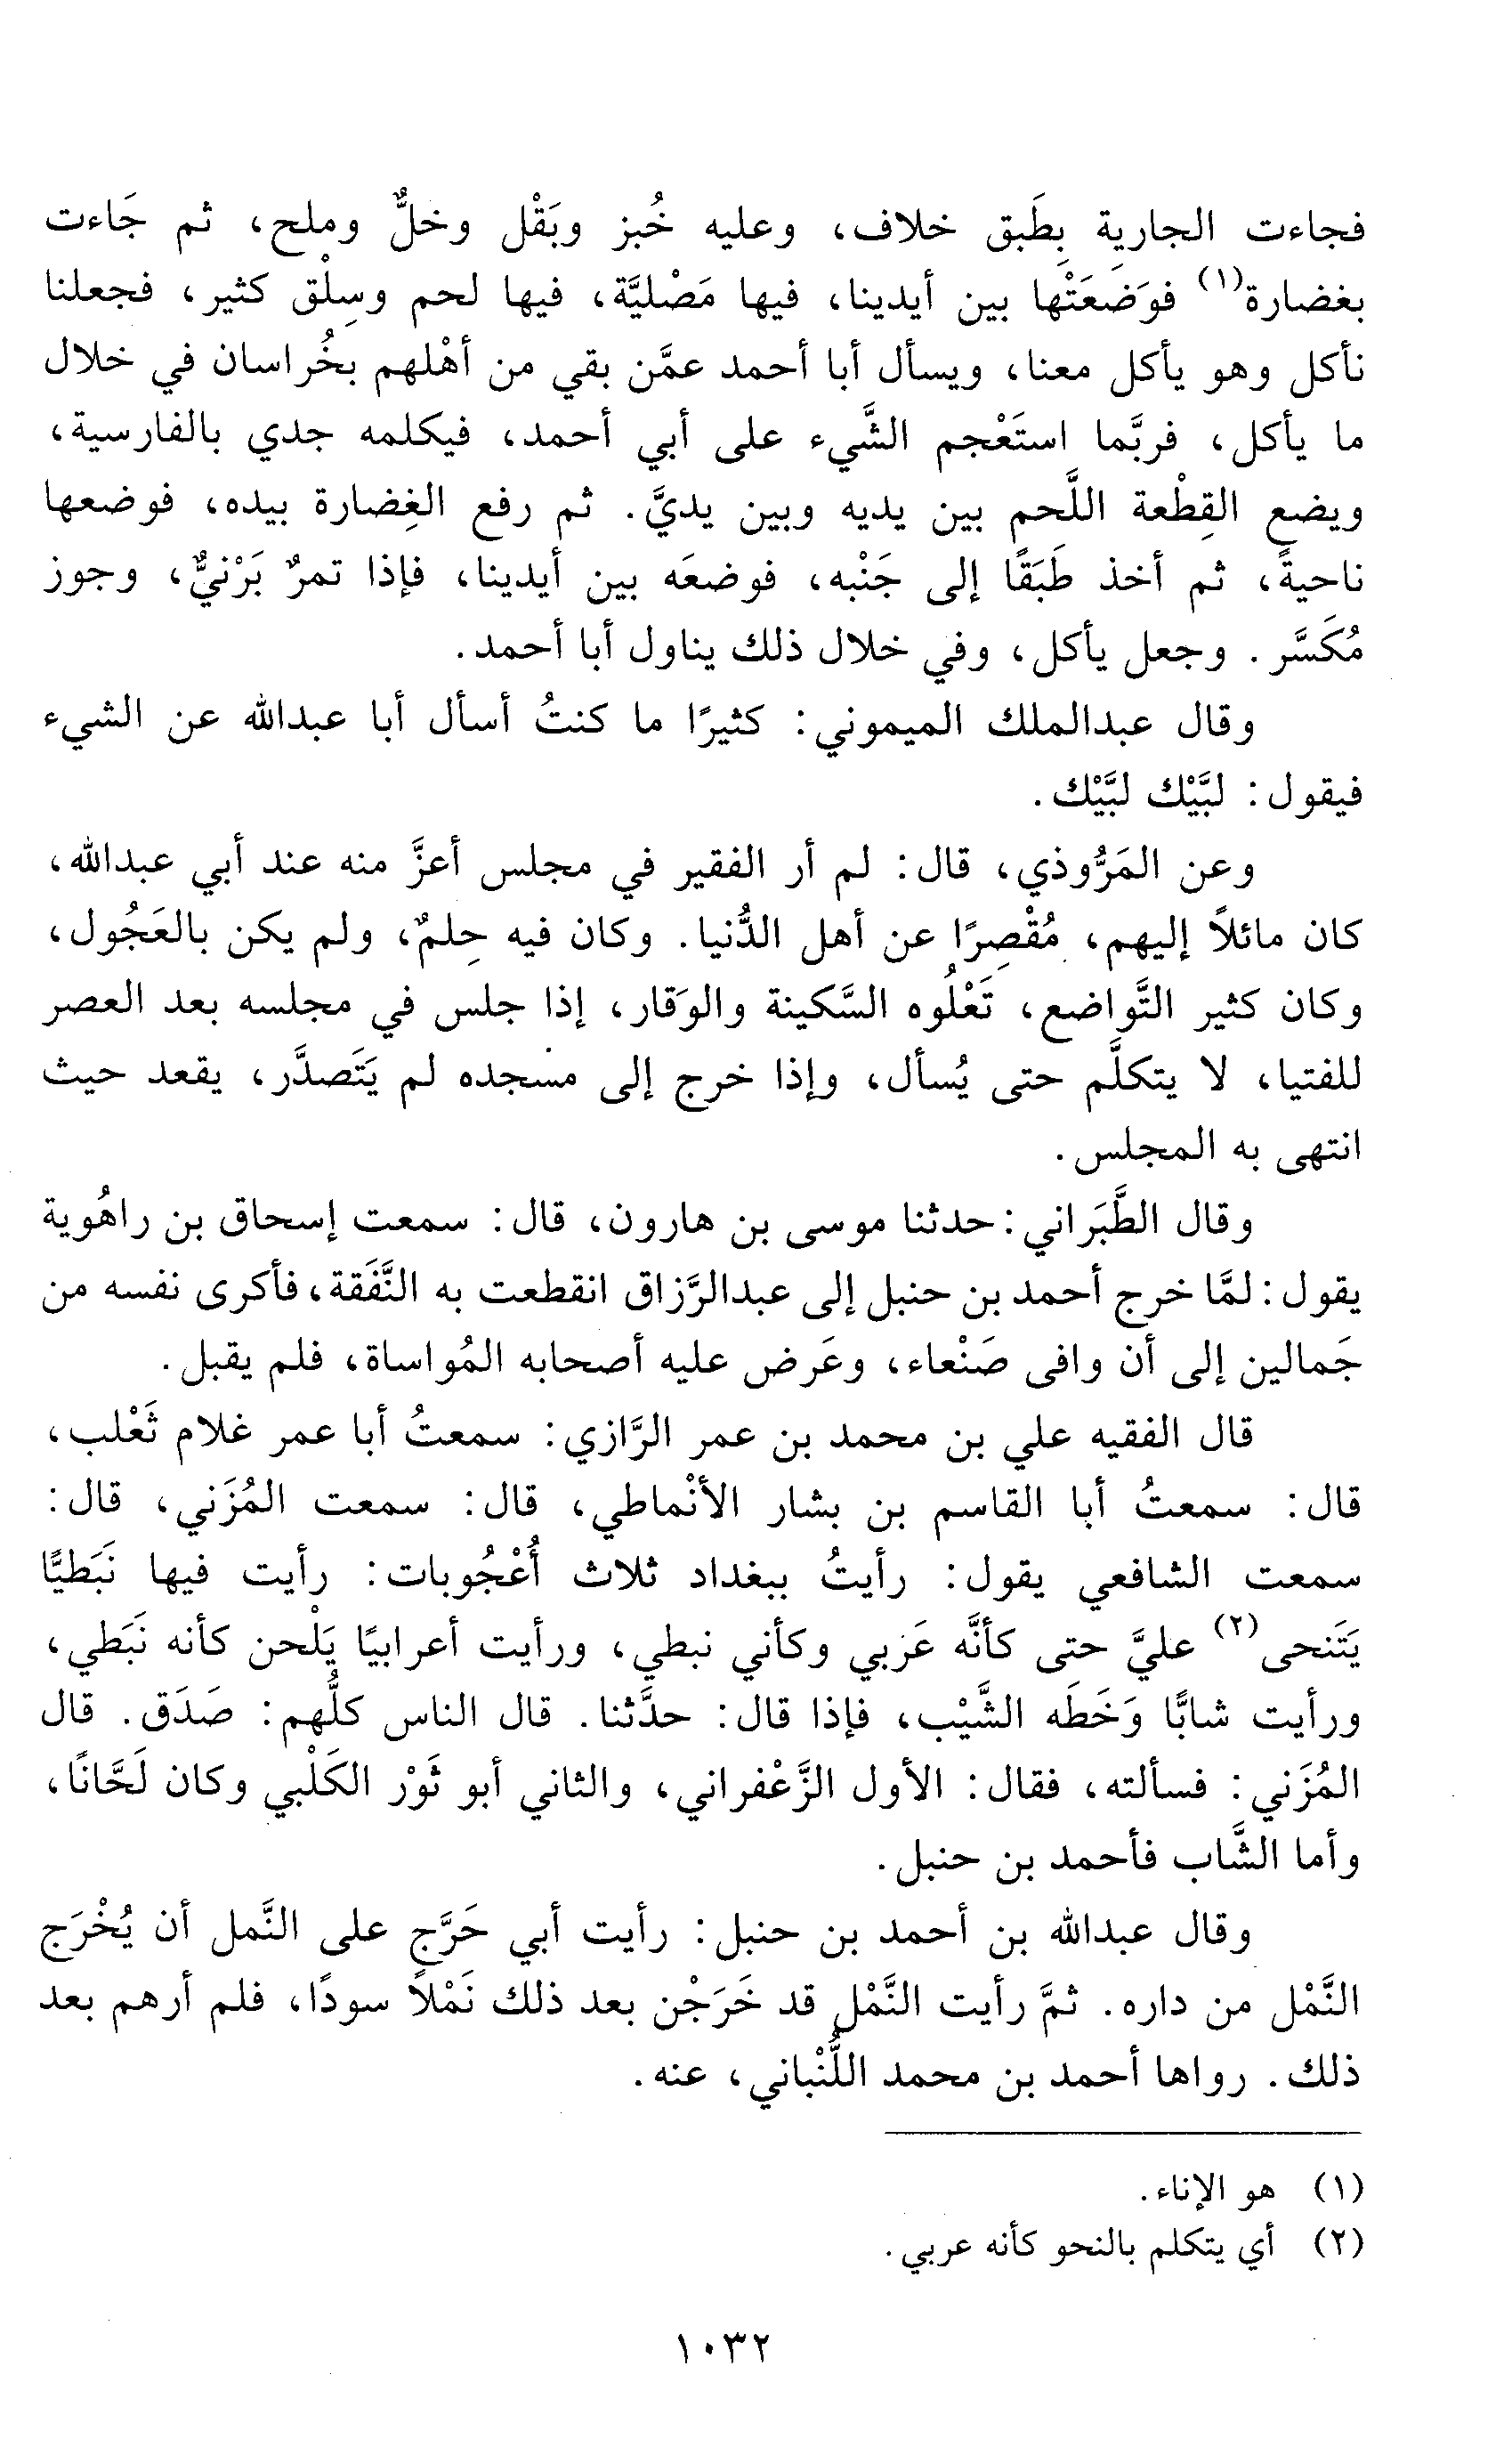 فجاءت الجارية بِطَبق خلاف، وعليه خُبز وبَقْل وخلٌّ وملح، ثم جَاءت
بغضارة(١) فوَضَعَتْها بين أيدينا، فيها مَصْليَّة، فيها لحم وسِلْق كثير، فجعلنا
نأكل وهو يأكل معنا، ويسأل أبا أحمد عمَّن بقي من أهْلهم بخُراسان في خلال
ما يأكل، فربَّما استَعْجم الشَّيء على أبي أحمد، فيكلمه جدي بالفارسية،
ويضع القِطْعة اللَّحم بين يديه وبين يديَّ. ثم رفع الغِضارة بيده، فوضعها
ناحيةً، ثم أخذ طَبَقًا إلى جَنْبه، فوضعَه بين أيدينا، فإذا تمرٌ بَرْنيٌّ، وجوز
مُكَسَّر. وجعل يأكل، وفي خلال ذلك يناول أبا أحمد.
وقال عبدالملك الميموني: كثيرًا ما كنتُ أسأل أبا عبدالله عن الشيء
فيقول: لبَّيْك لبَّيْك.
وعن المَرُّوذي، قال: لم أر الفقير في مجلس أعزَّ منه عند أبي عبدالله،
كان مائلاً إليهم، مُقْصِرًا عن أهل الدُّنيا. وكان فيه حِلمٌ، ولم يكن بالعَجُول،
وكان كثير التَّواضع، تَعْلُوه السَّكينة والوَقار، إذا جلس في مجلسه بعد العصر
للفتيا، لا يتكلَّم حتى يُسأل، وإذا خرج إلى مسجده لم يَتَصدَّر، يقعد حيث
انتهى به المجلس.
وقال الطَّبَراني: حدثنا موسى بن هارون، قال: سمعت إسحاق بن راهُوية
يقول: لمَّا خرج أحمد بن حنبل إلى عبدالرَّزاق انقطعت به النَّفَقة، فأكرى نفسه من
جَمالين إلى أن وافى صَنْعاء، وعَرض عليه أصحابه المُواساة، فلم يقبل.
قال الفقيه علي بن محمد بن عمر الرَّازي: سمعتُ أبا عمر غلام ثَعْلب،
قال: سمعتُ أبا القاسم بن بشار الأنْماطي، قال: سمعت المُزَني، قال:
سمعت الشافعي يقول: رأيتُ ببغداد ثلاث أُعْجُوبات: رأيت فيها نَبَطيًّا
يَتَنحى(٢) عليَّ حتى كأنَّه عَرَبي وكأني نبطي، ورأيت أعرابيًا يَلْحن كأنه نَبَطي،
ورأيت شابًّا وَخَطَه الشَّيْب، فإذا قال: حدَّثنا. قال الناس كلُّهم: صَدَق. قال
المُزَني: فسألته، فقال: الأول الزَّعْفراني، والثاني أبو ثَوْر الكَلْبي وكان لَحَّانًا،
وأما الشَّاب فأحمد بن حنبل.
وقال عبدالله بن أحمد بن حنبل: رأيت أبي حَرَّج على النَّمل أن يُخْرَج
النَّمْل من داره. ثمَّ رأيت النَّمْل قد خَرَجْن بعد ذلك نَمْلاً سودًا، فلم أرهم بعد
ذلك. رواها أحمد بن محمد اللُّنْباني، عنه.
(١) هو الإناء.
(٢) أي يتكلم بالنحو كأنه عربي.
١٠٣٢